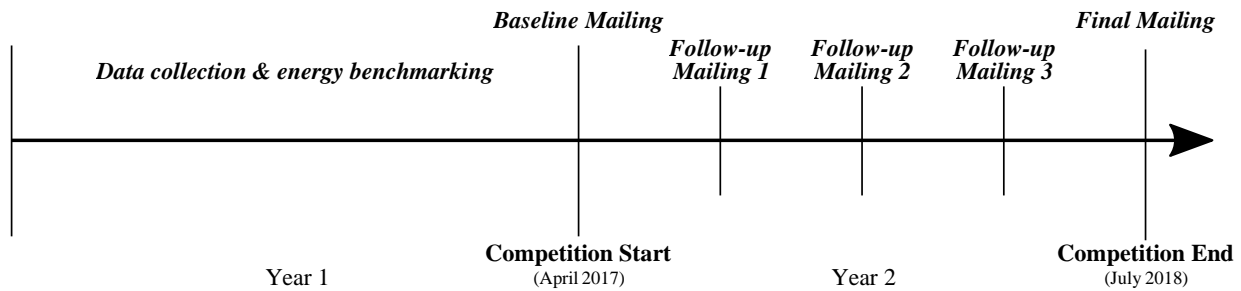 Baseline Mailing
Final Mailing
Data collection & energy benchmarking
Follow-up
Mailing 1
Follow-up
Mailing 2
Follow-up
Mailing 3
Competition Start
(April 2017)
Competition End
(July 2018)
Year 1
Year 2